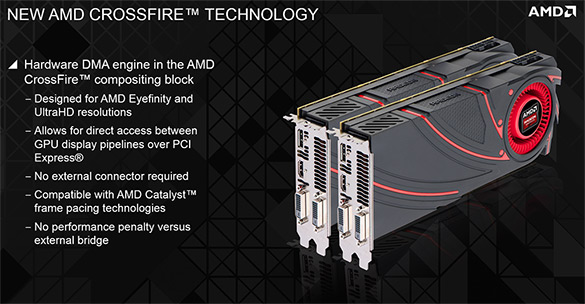 NEW AMD CROSSFIRE™ TECHNOLOGY
AMD
Hardware DMA engine in the AMD
CrossFire™ compositing block
– Designed for AMD Eyefinity and
UltraHD resolutions
– Allows for direct access between
GPU display pipelines over PCI
Express®
– No external connector required
– Compatible with AMD Catalyst™
frame pacing technologies
– No performance penalty versus
external bridge
AMD
RADEON